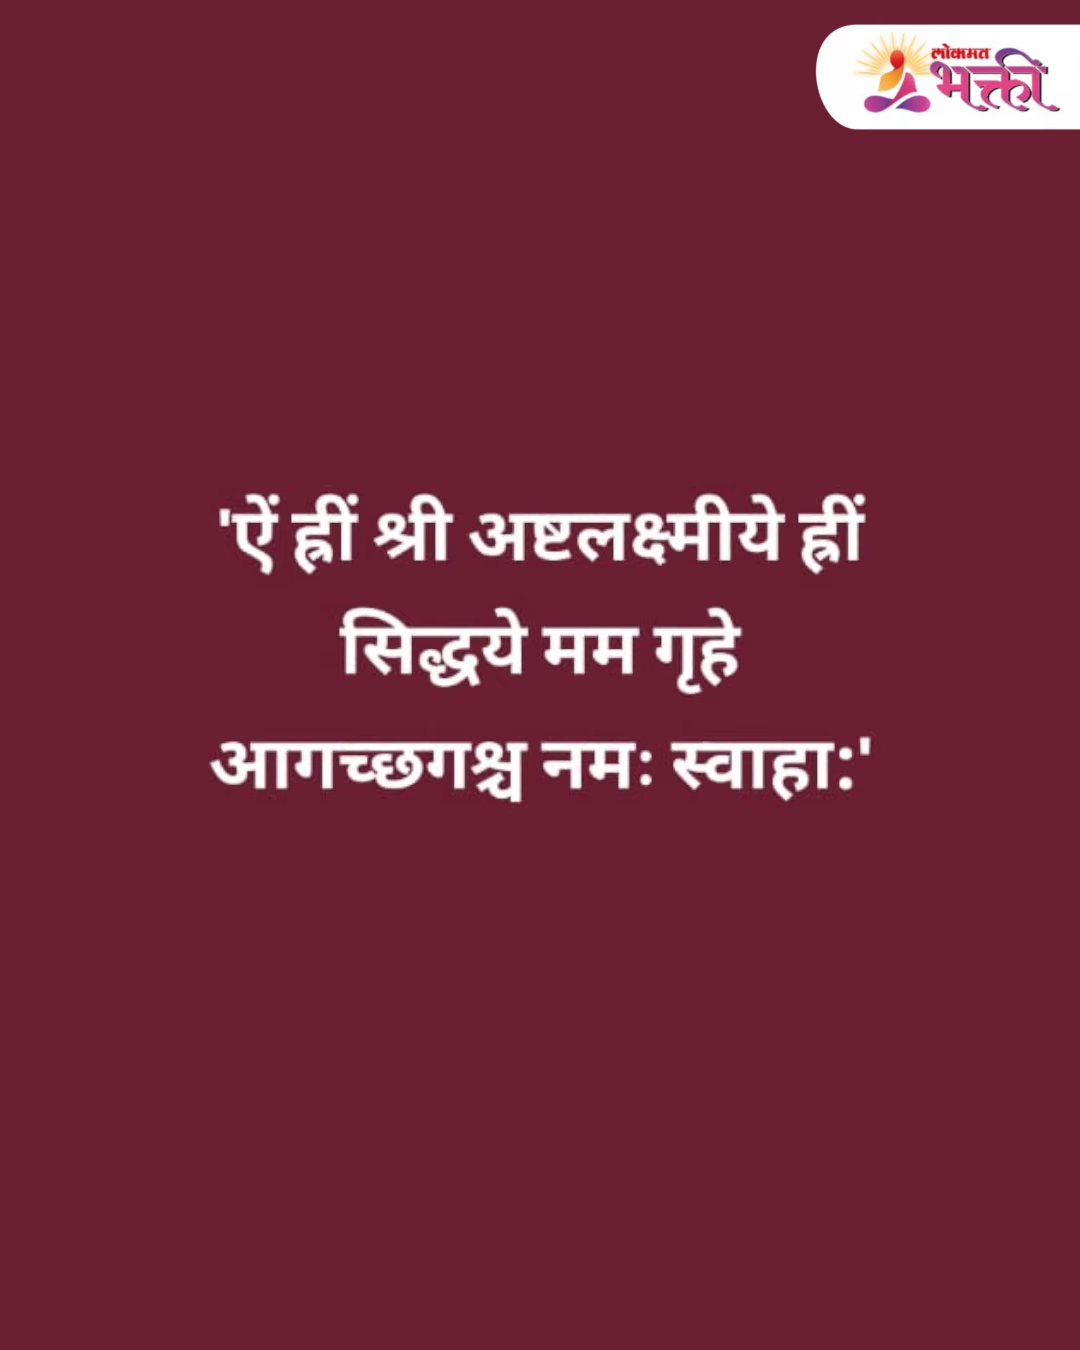 लोकमत
भक्ती
'ऐं ह्रीं श्री अष्टलक्ष्मीये ह्रीं
सिद्धये मम गृहे
आगच्छगश्च नमः स्वाहा:'